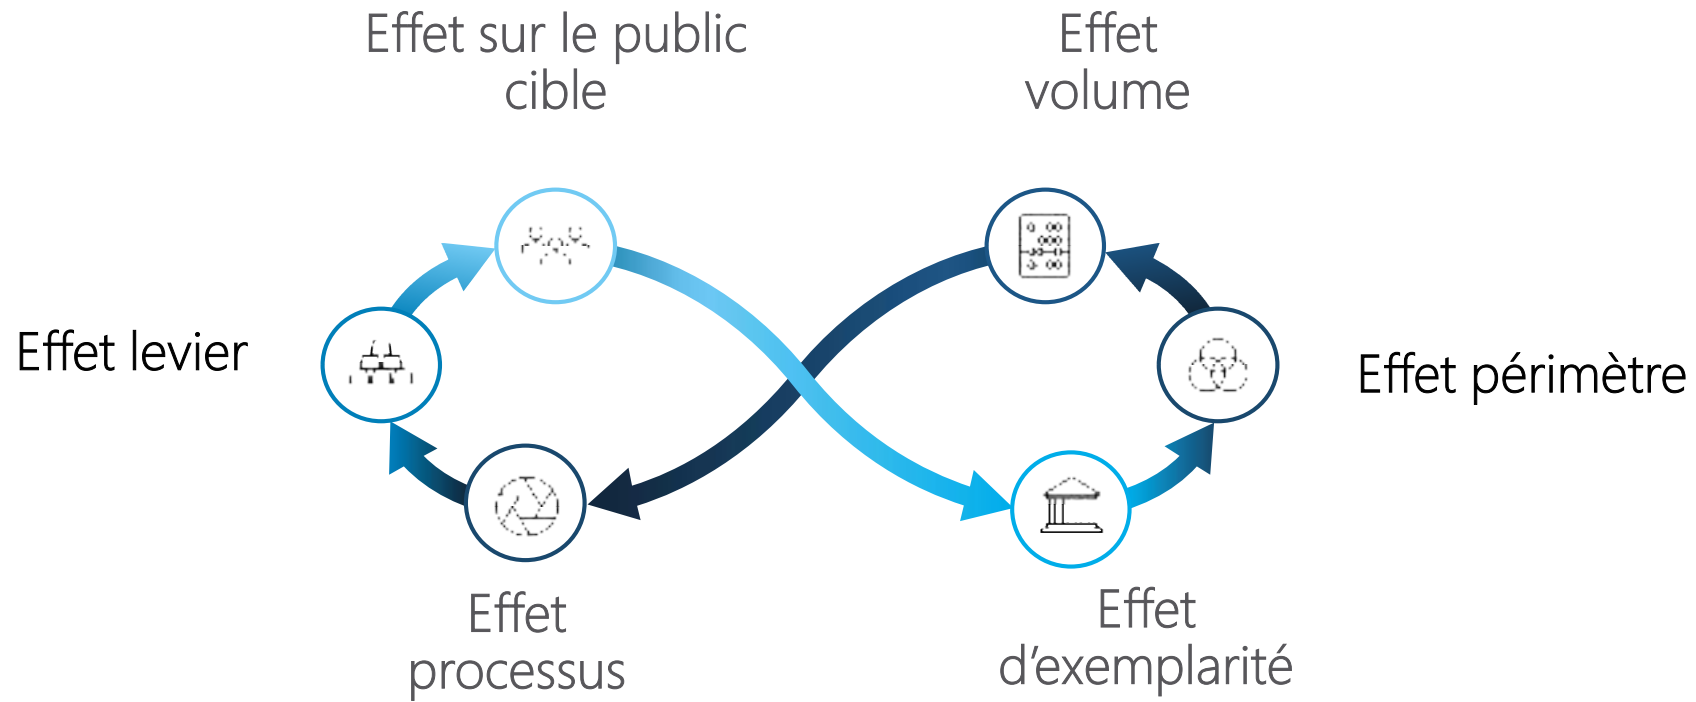 Effet sur le public
cible
Effet
volume
Effet levier
Effet périmètre
Effet
processus
Effet
d’exemplarité